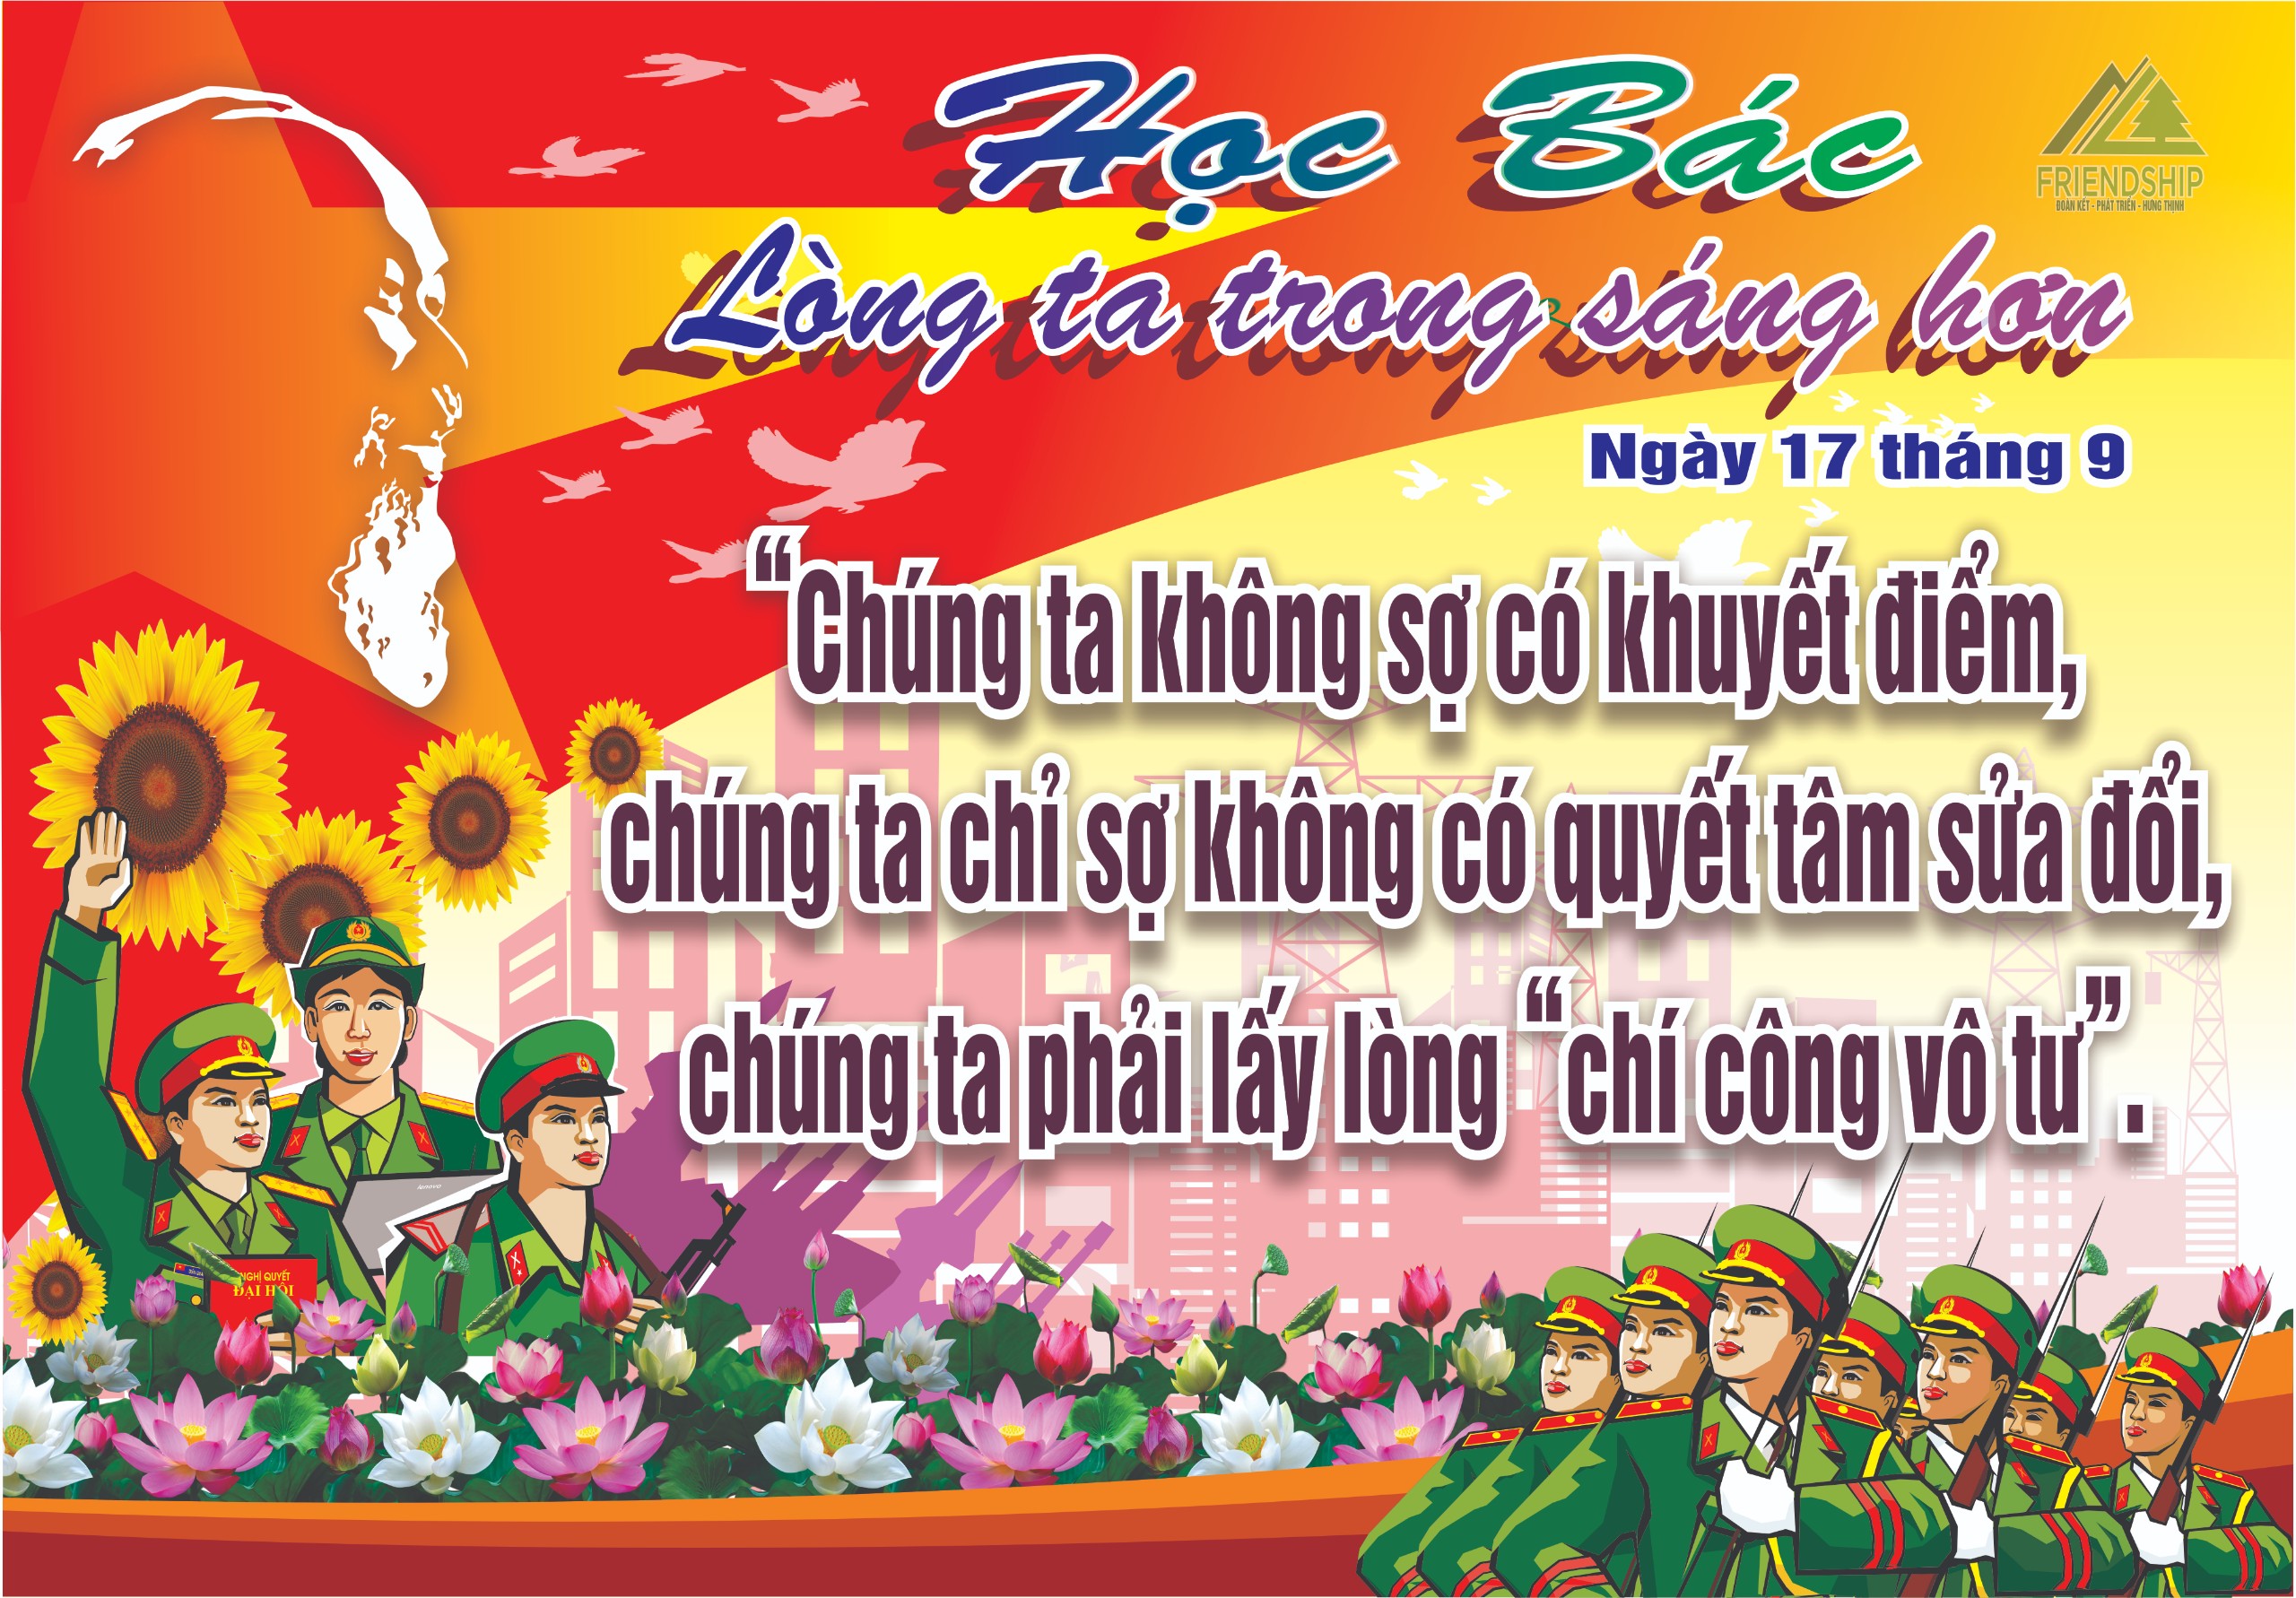 Học Bác
FRIENDSHIP
ĐOÀN KẾT - PHÁT TRIỂN - HƯNG THỊNH
Lòng ta trong sáng hơn
Ngày 17 tháng 9
“Chúng ta không sợ có khuyết điểm,
chúng ta chỉ sợ không có quyết tâm sửa đổi,
chúng ta phải lấy lòng “chí công vô tư”.
lenovo
NGHỊ QUYẾT
ĐẠI HỘI